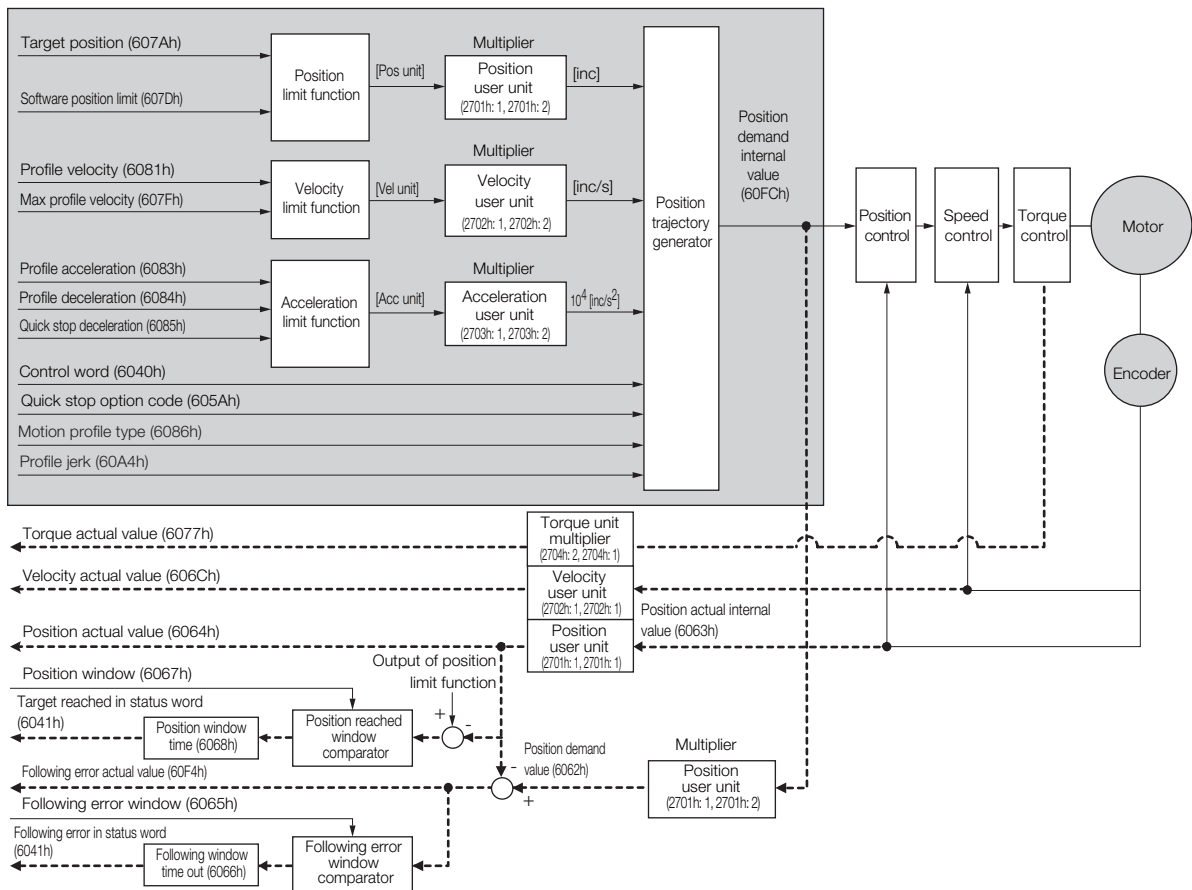 Target position (607Ah)
Software position limit (607Dh)
Position
limit function
[Pos unit]
Multiplier
Position
user unit
(2701h: 1, 2701h: 2)
[inc]
Profile velocity (6081h)
Max profile velocity (607Fh)
Velocity
limit function
[Vel unit]
Multiplier
Velocity
user unit
(2702h: 1, 2702h: 2)
[inc/s]
Profile acceleration (6083h)
Profile deceleration (6084h)
Quick stop deceleration (6085h)
Acceleration
limit function
[Acc unit]
Multiplier
Acceleration
user unit
(2703h: 1, 2703h: 2)
10⁴ [inc/s²]
Control word (6040h)
Quick stop option code (605Ah)
Motion profile type (6086h)
Profile jerk (60A4h)
Position
trajectory
generator
Position
demand
internal
value
(60FCh)
Position
control
Speed
control
Torque
control
Motor
Encoder
Torque actual value (6077h)
Torque unit
multiplier
(2704h: 2, 2704h: 1)
Velocity actual value (606Ch)
Velocity
user unit
(2702h: 1, 2702h: 1)
Position actual value (6064h)
Position
user unit
(2701h: 1, 2701h: 1)
Position actual internal
value (6063h)
Position window (6067h)
Output of position
limit function
Target reached in status word
(6041h)
Position window
time (6068h)
Position reached
window
comparator
+
-
Following error actual value (60F4h)
-
+
Position demand
value (6062h)
Multiplier
Position
user unit
(2701h: 1, 2701h: 2)
Following error window (6065h)
Following error in status word
(6041h)
Following window
time out (6066h)
Following error
window
comparator